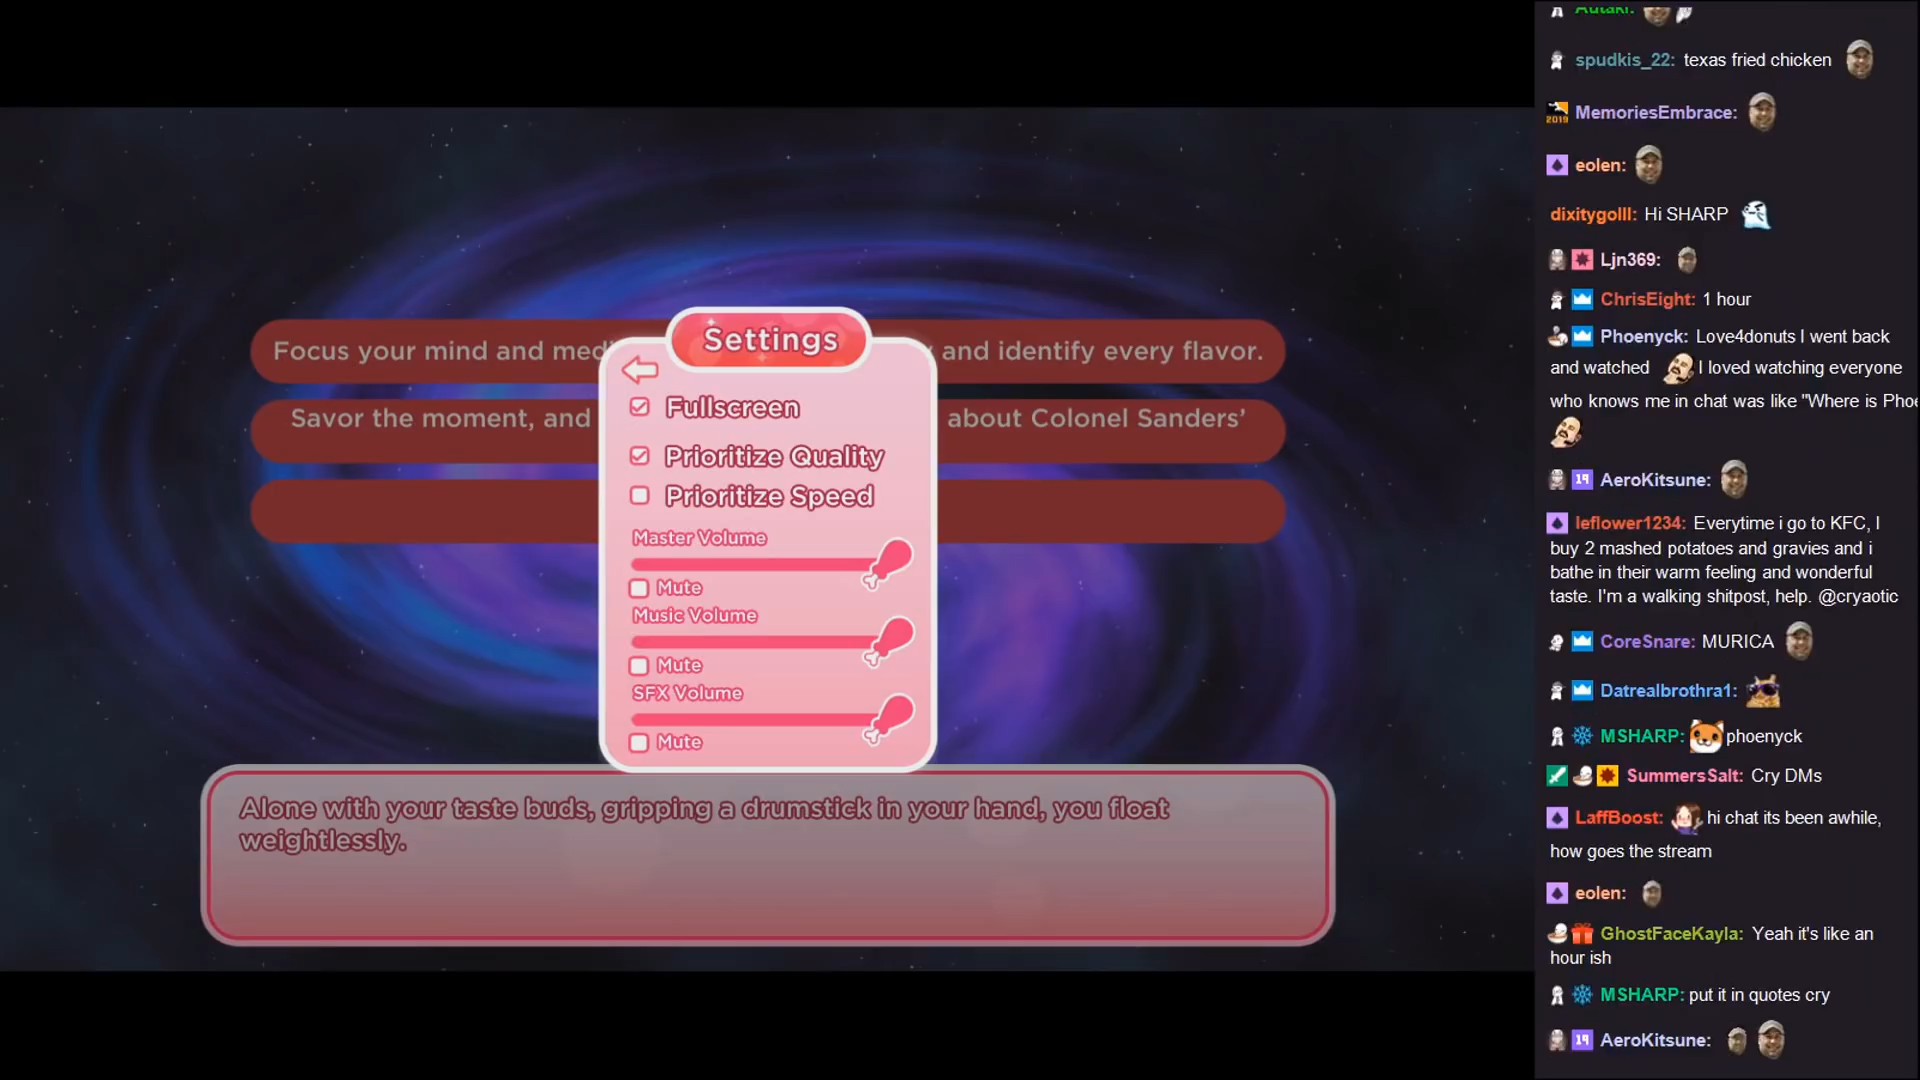 Focus your mind and med
and identify every flavor.
Savor the moment, and
about Colonel Sanders’
Settings
Fullscreen
Prioritize Quality
Prioritize Speed
Master Volume
Mute
Music Volume
Mute
SFX Volume
Mute
Alone with your taste buds, gripping a drumstick in your hand, you float
weightlessly.
spudkis_22: texas fried chicken
2019 MemoriesEmbrace:
eolen:
dixitygolll: Hi SHARP
Ljn369:
ChrisEight: 1 hour
Phoenyck: Love4donuts I went back
and watched I loved watching everyone
who knows me in chat was like "Where is Phoe
19 AeroKitsune:
leflower1234: Everytime i go to KFC, I
buy 2 mashed potatoes and gravies and i
bathe in their warm feeling and wonderful
taste. I'm a walking shitpost, help. @cryaotic
CoreSnare: MURICA
Datrealbrothra1:
MSHARP: phoenyck
SummersSalt: Cry DMs
LaffBoost: hi chat its been awhile,
how goes the stream
eolen:
GhostFaceKayla: Yeah it's like an
hour ish
MSHARP: put it in quotes cry
19 AeroKitsune: